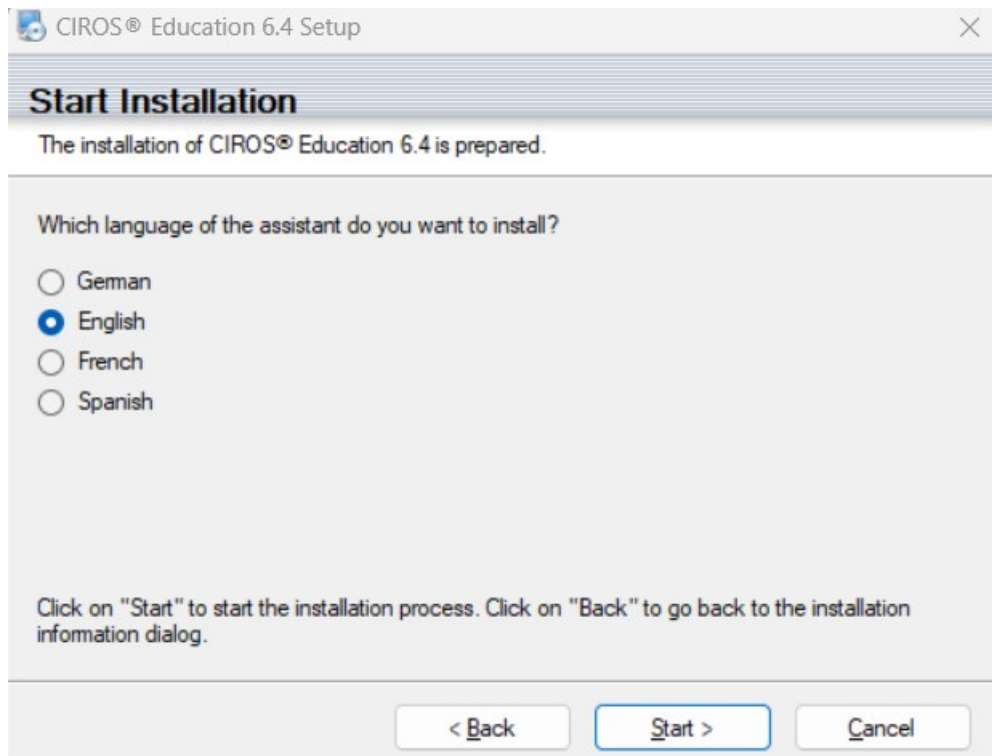 CIROS® Education 6.4 Setup
Start Installation
The installation of CIROS® Education 6.4 is prepared.
Which language of the assistant do you want to install?
German
English
French
Spanish
Click on "Start" to start the installation process. Click on "Back" to go back to the installation
information dialog.
< Back
Start >
Cancel